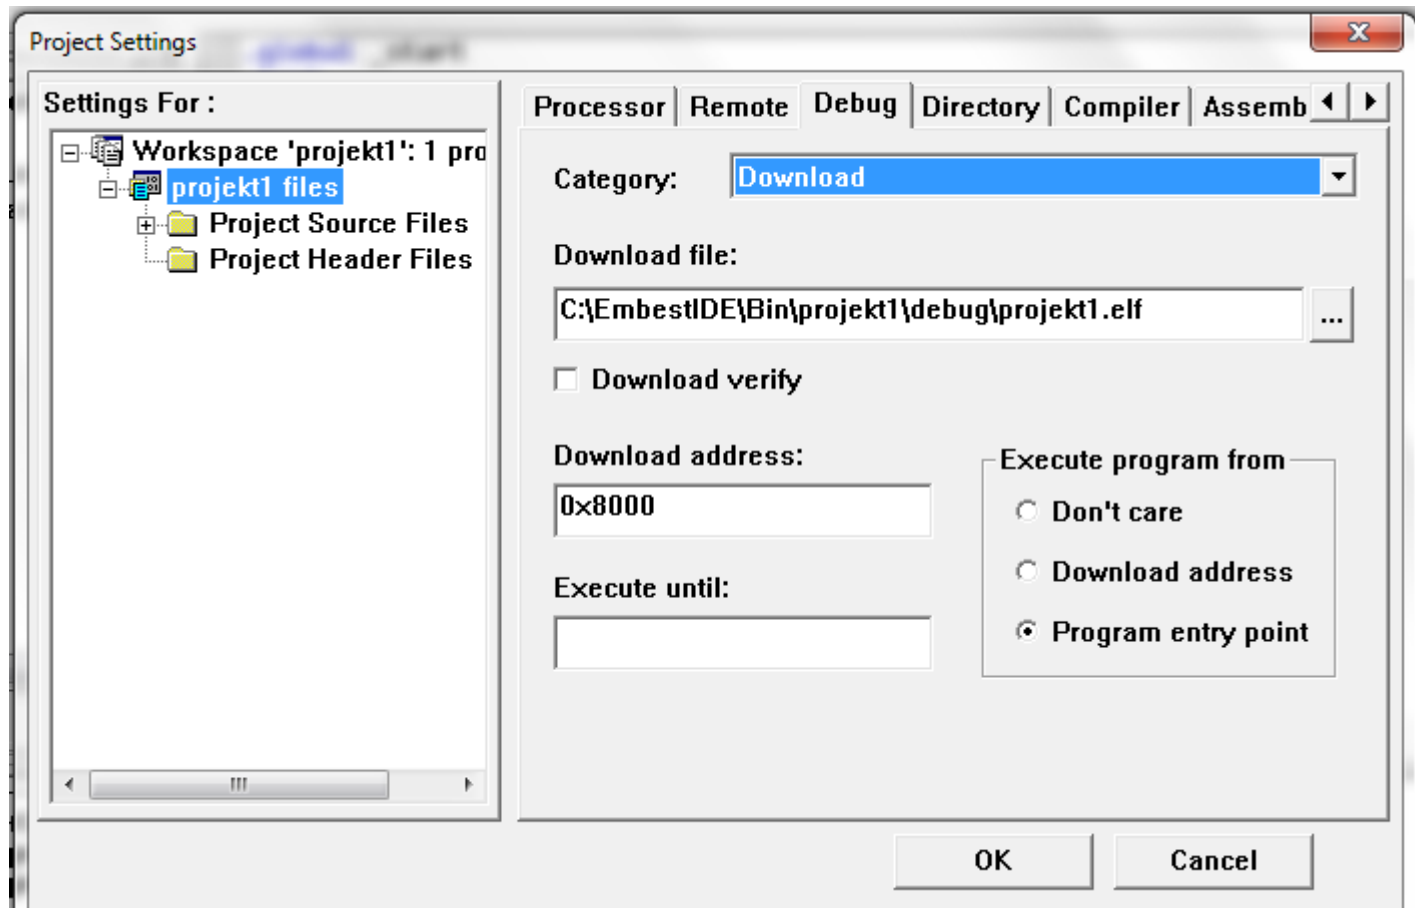 Project Settings
.global _start
Settings For :
Workspace 'projekt1': 1 pro
projekt1 files
Project Source Files
Project Header Files
Processor Remote Debug Directory Compiler Assemb
Category: Download
Download file:
C:\EmbestIDE\Bin\projekt1\debug\projekt1.elf
...
Download verify
Download address:
0x8000
Execute until:
Execute program from
Don't care
Download address
Program entry point
OK Cancel